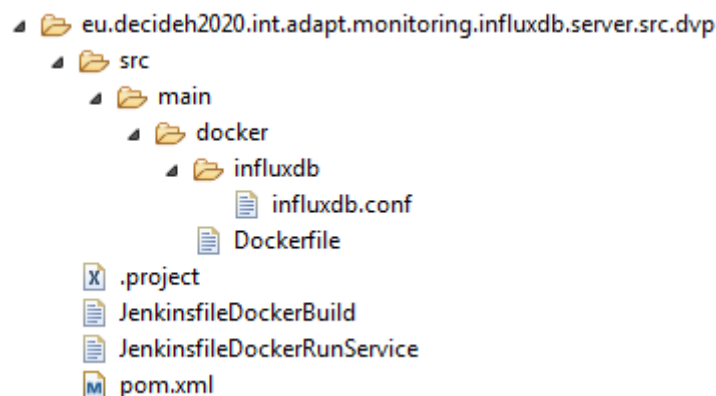 eu.decideh2020.int.adapt.monitoring.influxdb.server.src.dvp
src
main
docker
influxdb
influxdb.conf
Dockerfile
.project
JenkinsfileDockerBuild
JenkinsfileDockerRunService
pom.xml